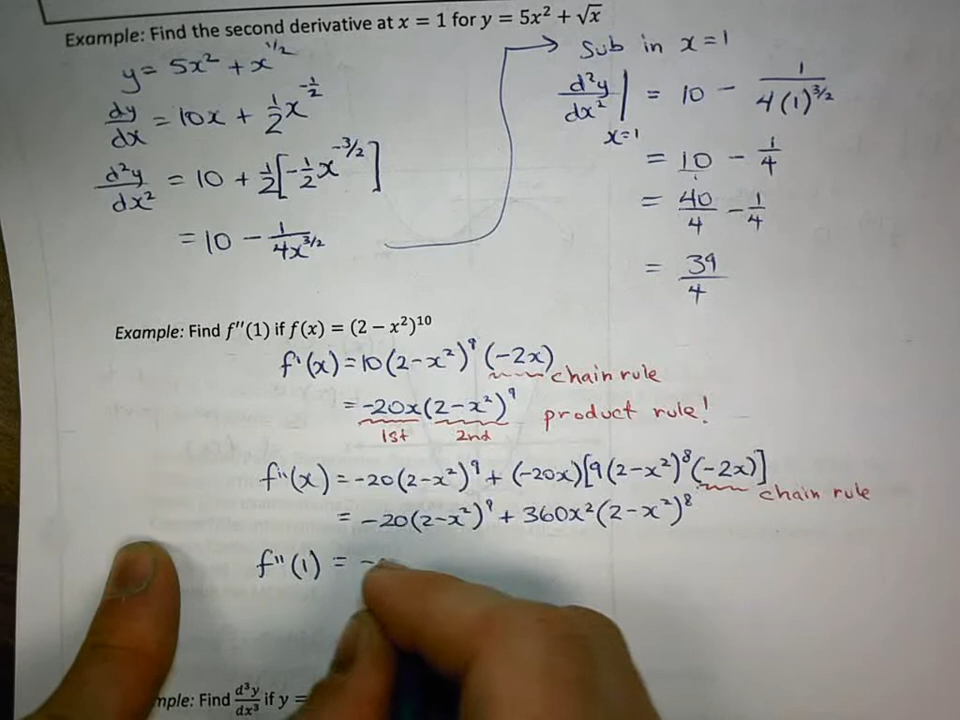 Example: Find the second derivative at x = 1 for y = 5x² + √x
y = 5x² + x^1/2
dy/dx = 10x + 1/2 x^-1/2
d²y/dx² = 10 + 1/2[-1/2 x^-3/2]
= 10 - 1/4x^3/2
Sub in x=1
d²y/dx² | x=1 = 10 - 1/4(1)^3/2
= 10 - 1/4
= 40/4 - 1/4
= 39/4
Example: Find f''(1) if f(x) = (2 − x²)¹⁰
f'(x) = 10(2-x²)⁹(-2x) chain rule
= -20x(2-x²)⁹ product rule!
1st 2nd
f''(x) = -20(2-x²)⁹ + (-20x)[9(2-x²)⁸(-2x)]
chain rule
= -20(2-x²)⁹ + 360x²(2-x²)⁸
f''(1) = -
Find d³y/dx³ if y =